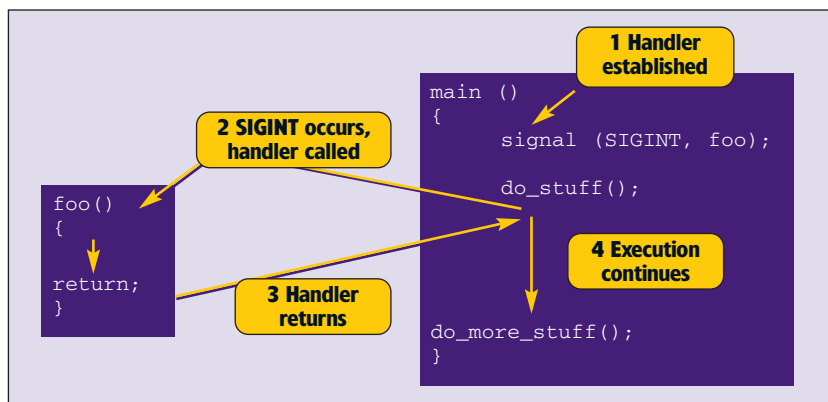 1 Handler
established
main ()
{
signal (SIGINT, foo);
do_stuff();
2 SIGINT occurs,
handler called
foo()
{
return;
}
3 Handler
returns
4 Execution
continues
do_more_stuff();
}